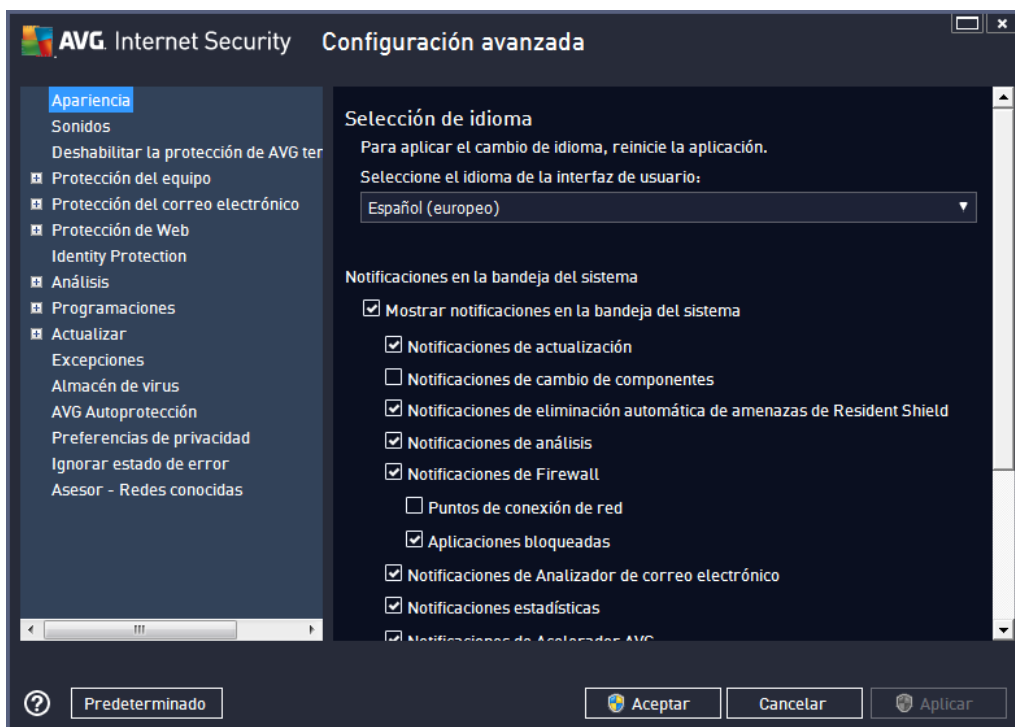 AVG. Internet Security Configuración avanzada
Apariencia
Sonidos
Deshabilitar la protección de AVG ter
Protección del equipo
Protección del correo electrónico
Protección de Web
Identity Protection
Análisis
Programaciones
Actualizar
Excepciones
Almacén de virus
AVG Autoprotección
Preferencias de privacidad
Ignorar estado de error
Asesor - Redes conocidas
Selección de idioma
Para aplicar el cambio de idioma, reinicie la aplicación.
Seleccione el idioma de la interfaz de usuario:
Español (europeo)
Notificaciones en la bandeja del sistema
Mostrar notificaciones en la bandeja del sistema
Notificaciones de actualización
Notificaciones de cambio de componentes
Notificaciones de eliminación automática de amenazas de Resident Shield
Notificaciones de análisis
Notificaciones de Firewall
Puntos de conexión de red
Aplicaciones bloqueadas
Notificaciones de Analizador de correo electrónico
Notificaciones estadísticas
Notificaciones de Acelerador AVG
Predeterminado
Aceptar
Cancelar
Aplicar